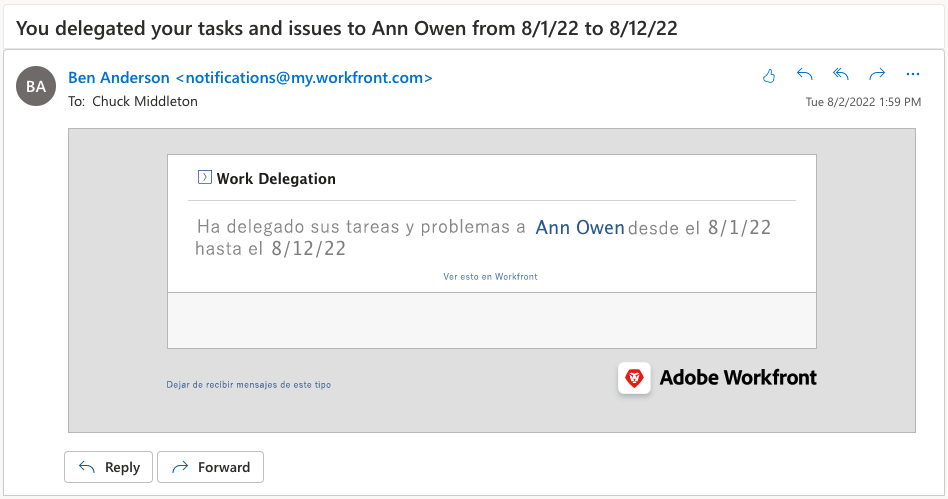 You delegated your tasks and issues to Ann Owen from 8/1/22 to 8/12/22
BA
Ben Anderson <notifications@my.workfront.com>
To: Chuck Middleton
Tue 8/2/2022 1:59 PM
Work Delegation
Ha delegado sus tareas y problemas a Ann Owen desde el 8/1/22
hasta el 8/12/22
Ver esto en Workfront
Dejar de recibir mensajes de este tipo
Adobe Workfront
Reply
Forward